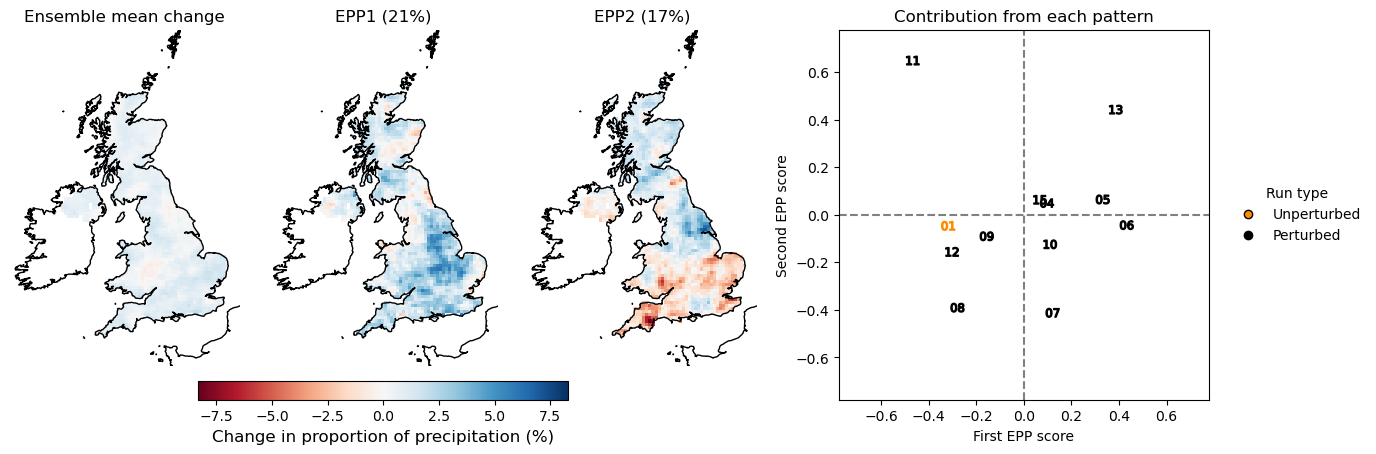 Ensemble mean change
EPP1 (21%)
EPP2 (17%)
Contribution from each pattern
−7.5 −5.0 −2.5 0.0 2.5 5.0 7.5
Change in proportion of precipitation (%)
Second EPP score
0.6
0.4
0.2
0.0
−0.2
−0.4
−0.6
11
13
15
04
05
01
06
09
12
10
08
07
−0.6 −0.4 −0.2 0.0 0.2 0.4 0.6
First EPP score
Run type
Unperturbed
Perturbed